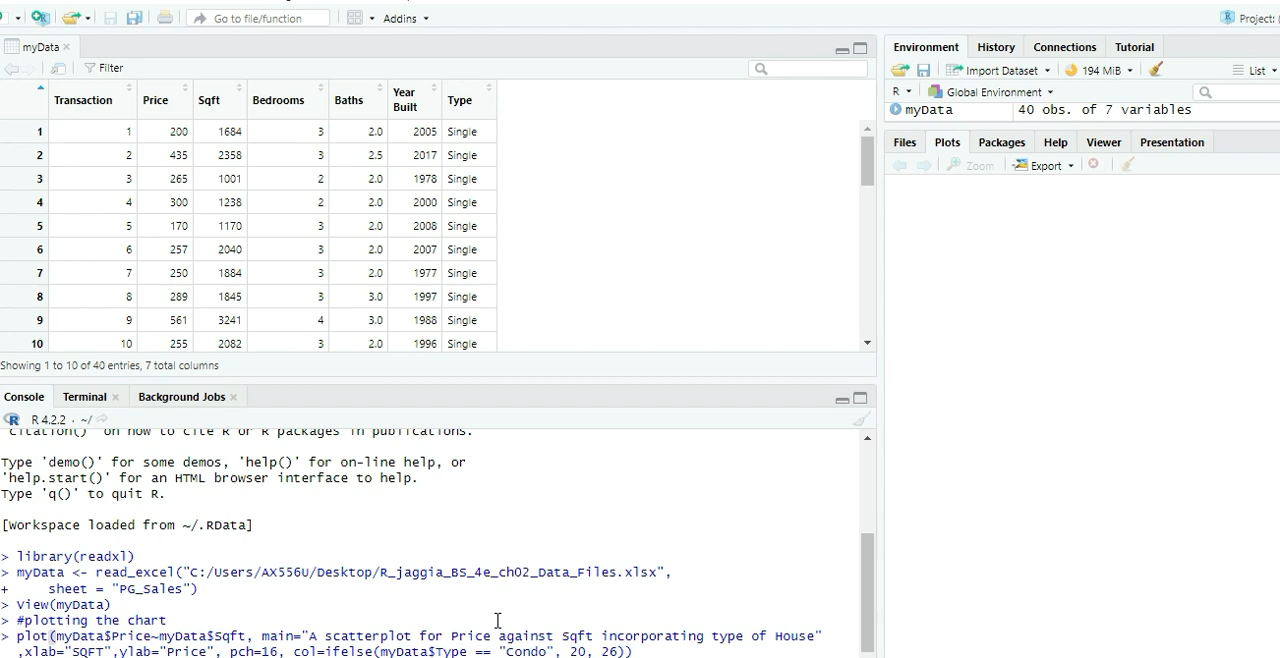 Go to file/function
Addins
Project: (
myData
Filter
Transaction Price Sqft Bedrooms Baths Year Built Type
1 1 200 1684 3 2.0 2005 Single
2 2 435 2358 3 2.5 2017 Single
3 3 265 1001 2 2.0 1978 Single
4 4 300 1238 2 2.0 2000 Single
5 5 170 1170 3 2.0 2008 Single
6 6 257 2040 3 2.0 2007 Single
7 7 250 1884 3 2.0 1977 Single
8 8 289 1845 3 3.0 1997 Single
9 9 561 3241 4 3.0 1988 Single
10 10 255 2082 3 2.0 1996 Single
Showing 1 to 10 of 40 entries, 7 total columns
Console Terminal Background Jobs
R 4.2.2 · ~/
'citation()' on how to cite R or R packages in publications.
Type 'demo()' for some demos, 'help()' for on-line help, or
'help.start()' for an HTML browser interface to help.
Type 'q()' to quit R.
[Workspace loaded from ~/.RData]
> library(readxl)
> myData <- read_excel("C:/Users/AX556U/Desktop/R_jaggia_BS_4e_ch02_Data_Files.xlsx",
+     sheet = "PG_Sales")
> View(myData)
> #plotting the chart
> plot(myData$Price~myData$Sqft, main="A scatterplot for Price against Sqft incorporating type of House"
,xlab="SQFT",ylab="Price", pch=16, col=ifelse(myData$Type == "Condo", 20, 26))
Environment History Connections Tutorial
Import Dataset 194 MiB List
R Global Environment
myData 40 obs. of 7 variables
Files Plots Packages Help Viewer Presentation
Zoom Export